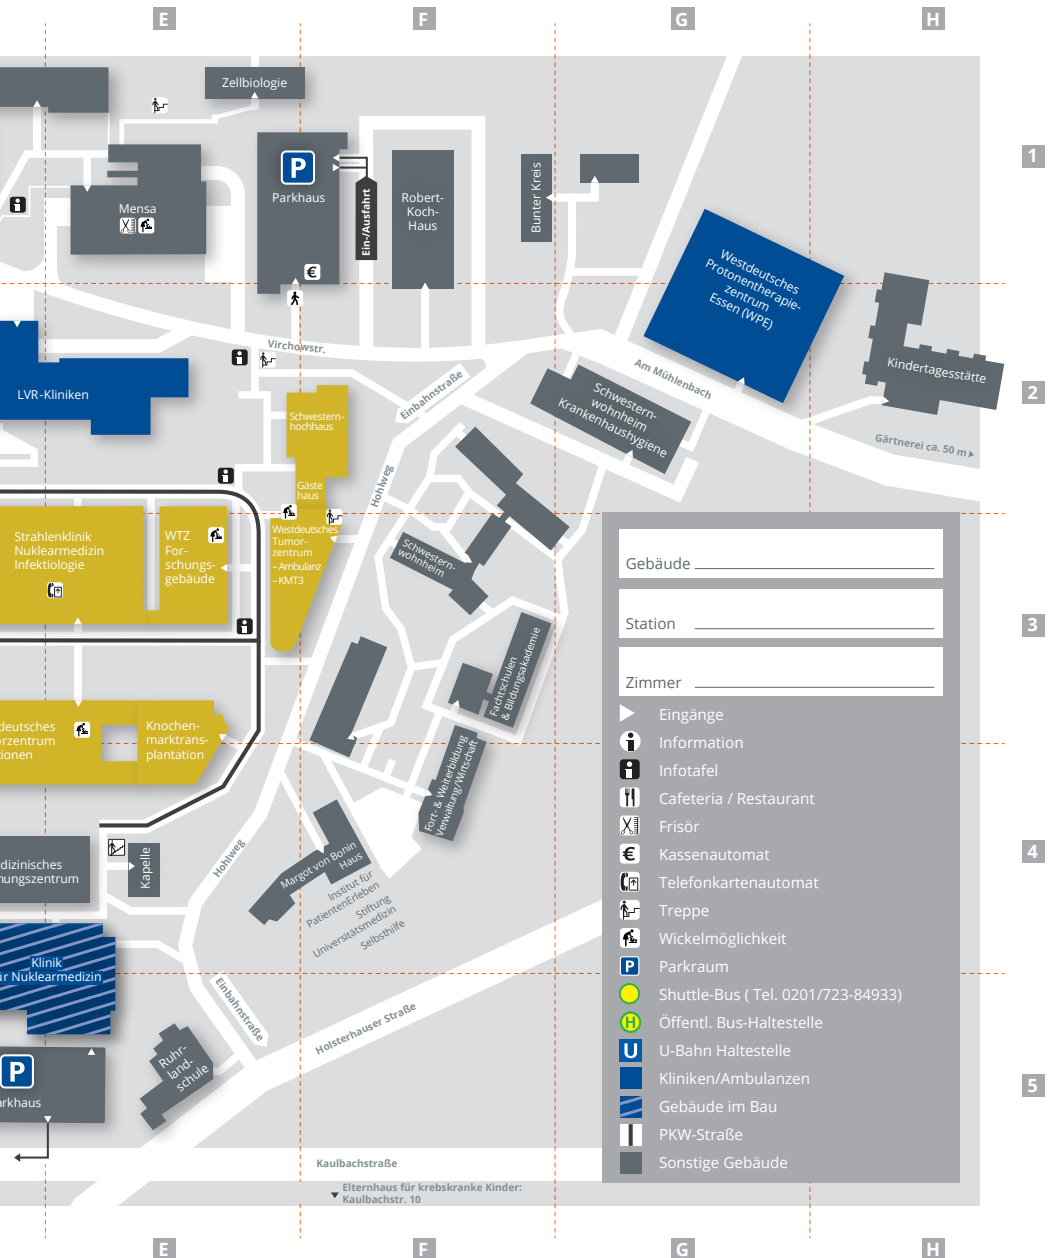 E
F
G
H
Zellbiologie
1
P
Parkhaus
Ein-/Ausfahrt
Robert-
Koch-
Haus
Bunter Kreis
Mensa
€
Westdeutsches
Protonentherapie-
zentrum
Essen (WPE)
Virchowstr.
LVR-Kliniken
Einbahnstraße
Am Mühlenbach
Kindertagesstätte
2
Schwestern-
wohnheim
Krankenhaushygiene
Gärtnerei ca. 50 m
Schwestern-
hochhaus
Gäste
haus
Hohlweg
Westdeutsches
Tumor-
zentrum
– Ambulanz
– KMT3
Strahlenklinik
Nuklearmedizin
Infektiologie
WTZ
For-
schungs-
gebäude
Schwestern-
wohnheim
Gebäude
Station
Zimmer
3
Fachtschulen
& Bildungsakademie
deutsches
rzentrum
ionen
Knochen-
marktrans-
plantation
Fort- & Weiterbildung
Verwaltung/Wirtschaft
Eingänge
Information
Infotafel
Cafeteria / Restaurant
Frisör
€ Kassenautomat
Telefonkartenautomat
Treppe
Wickelmöglichkeit
P Parkraum
Shuttle-Bus ( Tel. 0201/723-84933)
H Öffentl. Bus-Haltestelle
U U-Bahn Haltestelle
Kliniken/Ambulanzen
Gebäude im Bau
PKW-Straße
Sonstige Gebäude
4
dizinisches
hungszentrum
Kapelle
Hohlweg
Margot von Bonin
Haus
Institut für
PatientenErleben
Stiftung
Universitätsmedizin
Selbsthilfe
Klinik
ür Nuklearmedizin
Einbahnstraße
Holsterhauser Straße
Ruhr-
land-
schule
P
arkhaus
5
Kaulbachstraße
Elternhaus für krebskranke Kinder:
Kaulbachstr. 10
E
F
G
H